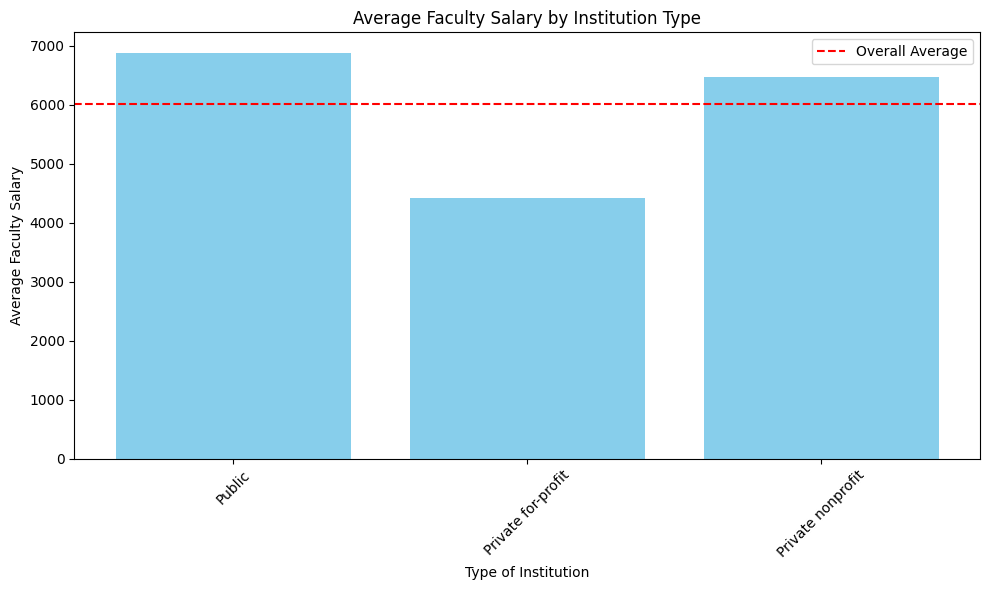 Average Faculty Salary by Institution Type
Overall Average
Average Faculty Salary
7000
6000
5000
4000
3000
2000
1000
0
Public
Private for-profit
Private nonprofit
Type of Institution